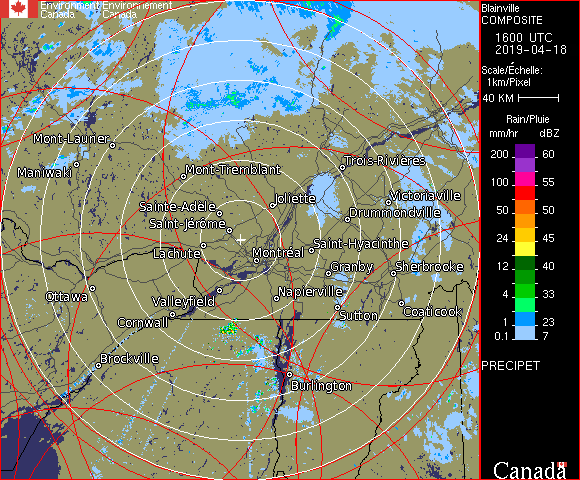 Environment Environnement
Canada Canada
Mont-Laurier
Maniwaki
Mont-Tremblant
Trois-Rivières
Sainte-Adèle
Joliette
Victoriaville
Saint-Jérôme
Drummondville
Lachute
Montréal
Saint-Hyacinthe
Granby
Sherbrooke
Ottawa
Valleyfield
Napierville
Cornwall
Sutton
Coaticook
Brockville
Burlington
Blainville
COMPOSITE
1600 UTC
2019-04-18
Scale/Échelle:
1km/Pixel
40 KM
Rain/Pluie
mm/hr dBZ
200 60
100 55
50 50
24 45
12 40
4 33
1 23
0.1 7
PRECIPET
Canada